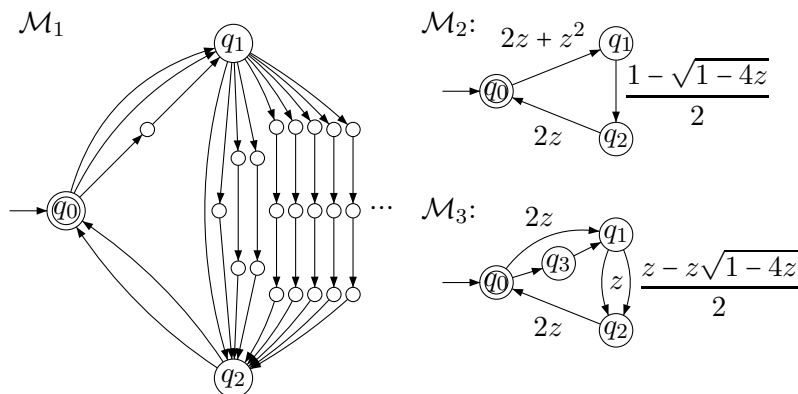 M₁
q₁
q₀
q₂
...
M₂:
2z + z²
q₁
q₀
1 − √1 − 4z
2
2z
q₂
M₃:
2z
q₁
q₃
q₀
z
z − z√1 − 4z
2
2z
q₂